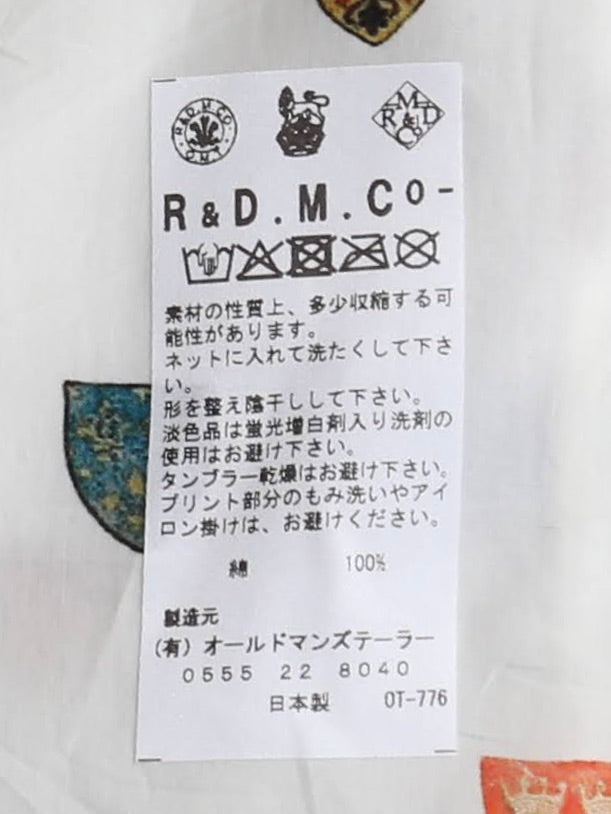 R.&D.M.CO.
O.M.T.
R M & D Co
R & D . M . Co-
素材の性質上、多少収縮する可
能性があります。
ネットに入れて洗たくして下さ
い。
形を整え陰干しして下さい。
淡色品は蛍光増白剤入り洗剤の
使用はお避け下さい。
タンブラー乾燥はお避け下さい。
プリント部分のもみ洗いやアイ
ロン掛けは、お避けください。
綿 100%
製造元
(有) オールドマンズテーラー
0555 22 8040
日本製 OT-776